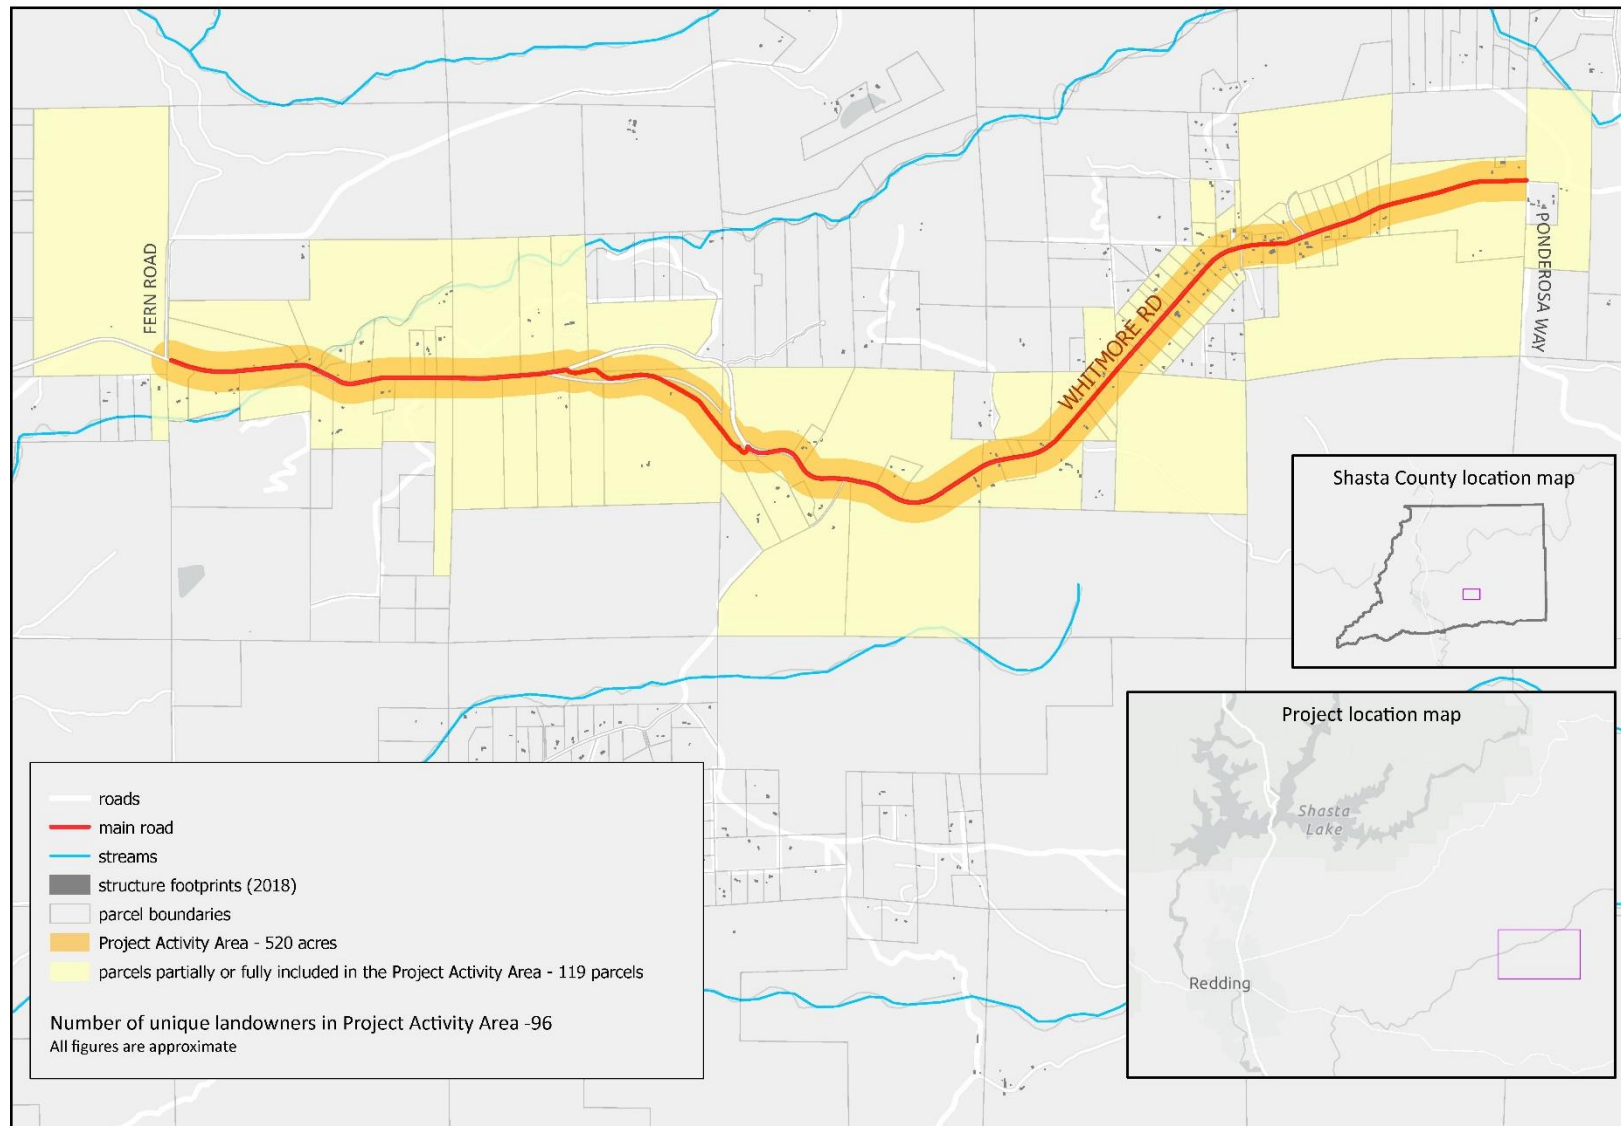 FERN ROAD
WHITMORE RD
PONDEROSA WAY
Shasta County location map
Project location map
Shasta
Lake
Redding
roads
main road
streams
structure footprints (2018)
parcel boundaries
Project Activity Area - 520 acres
parcels partially or fully included in the Project Activity Area - 119 parcels
Number of unique landowners in Project Activity Area -96
All figures are approximate